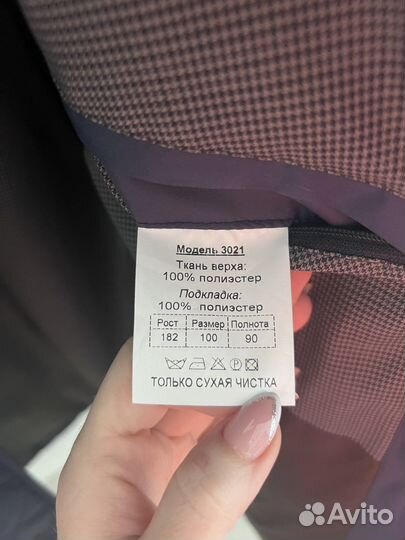 Модель 3021
Ткань верха:
100% полиэстер
Подкладка:
100% полиэстер
Рост Размер Полнота
182 100 90
ТОЛЬКО СУХАЯ ЧИСТКА
Avito